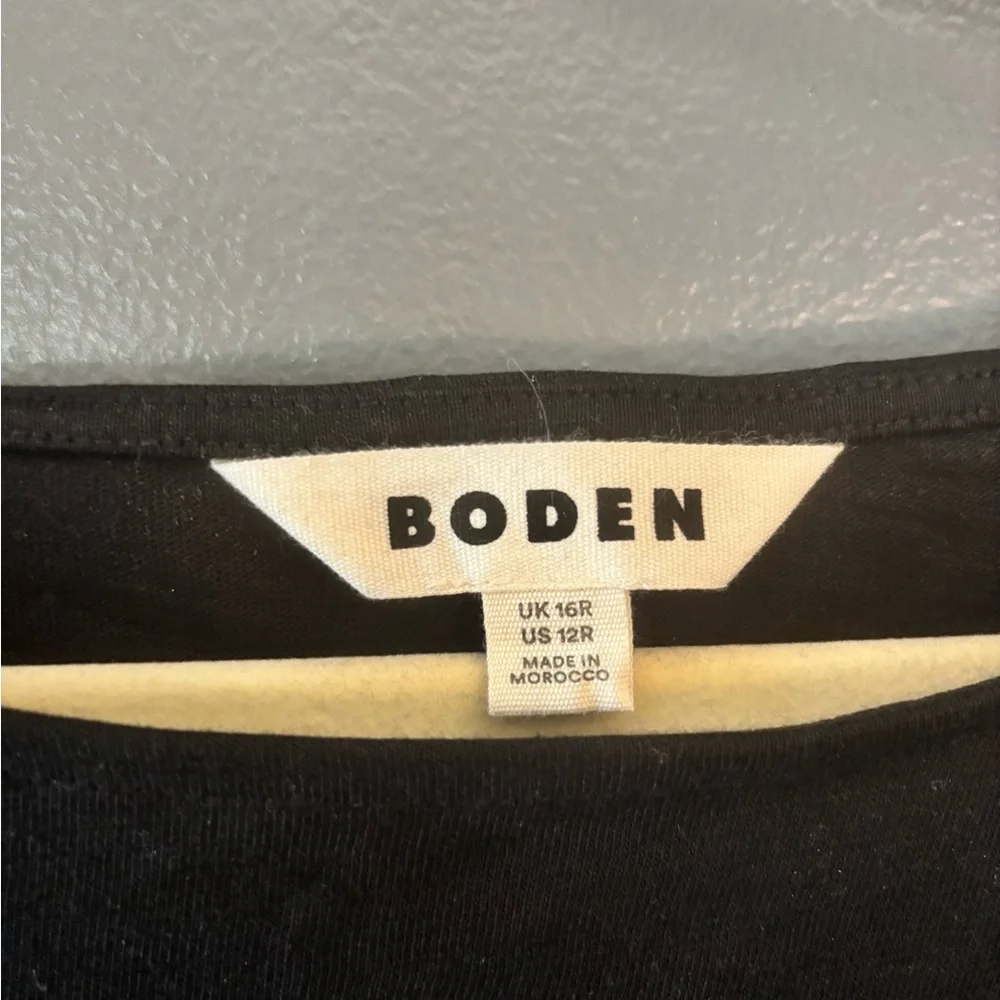 BODEN
UK 16R
US 12R
MADE IN
MOROCCO